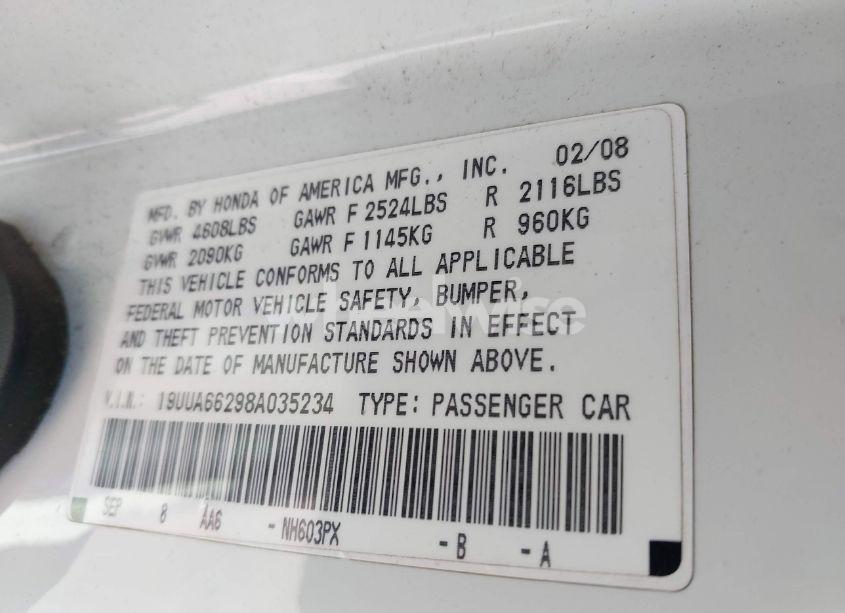 MFD. BY HONDA OF AMERICA MFG., INC. 02/08
GVWR 4608LBS GAWR F 2524LBS R 2116LBS
GVWR 2090KG GAWR F 1145KG R 960KG
THIS VEHICLE CONFORMS TO ALL APPLICABLE
FEDERAL MOTOR VEHICLE SAFETY, BUMPER,
AND THEFT PREVENTION STANDARDS IN EFFECT
ON THE DATE OF MANUFACTURE SHOWN ABOVE.
V.I.N.: 19UUA66298A035234 TYPE: PASSENGER CAR
SEP 8 AA6 -NH603PX -B -A